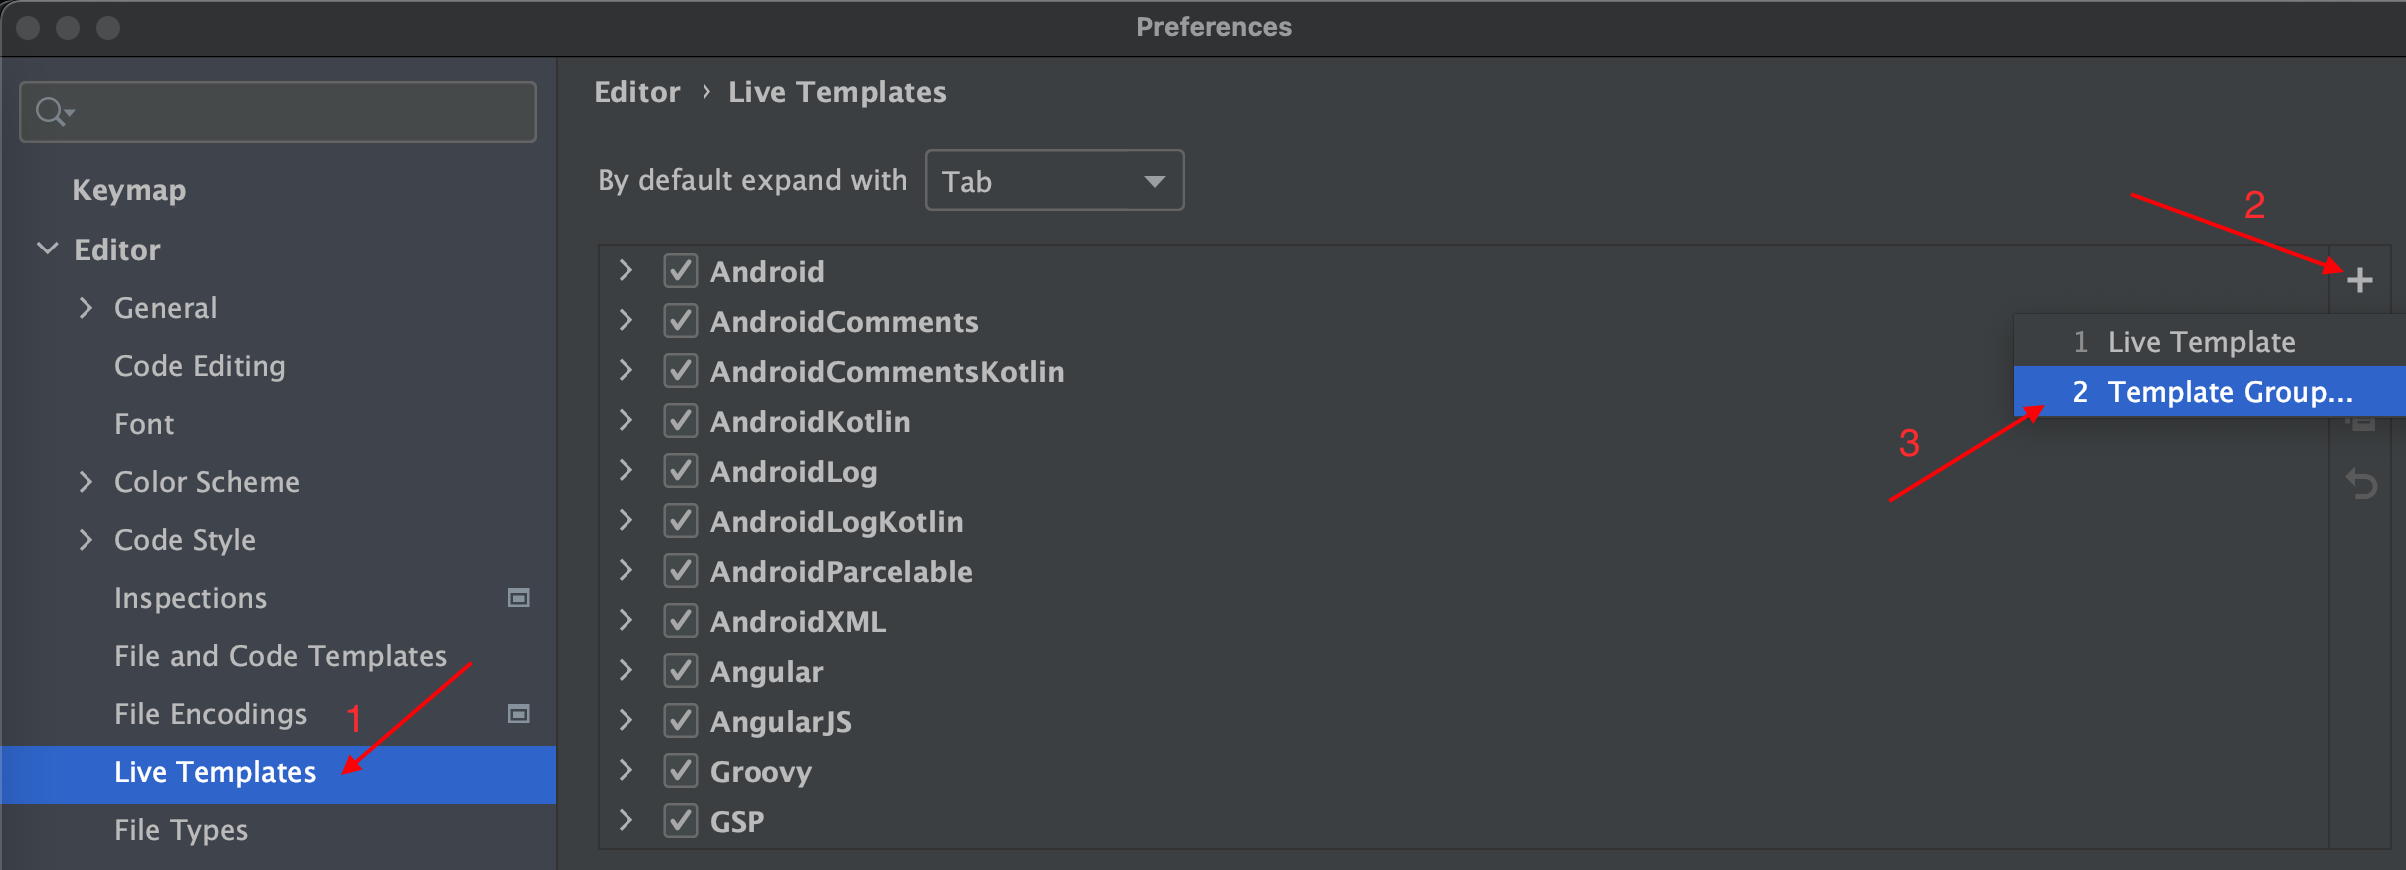 Preferences
Keymap
Editor
General
Code Editing
Font
Color Scheme
Code Style
Inspections
File and Code Templates
File Encodings
1
Live Templates
File Types
Editor › Live Templates
By default expand with Tab
Android
AndroidComments
AndroidCommentsKotlin
AndroidKotlin
AndroidLog
AndroidLogKotlin
AndroidParcelable
AndroidXML
Angular
AngularJS
Groovy
GSP
2
1 Live Template
2 Template Group...
3